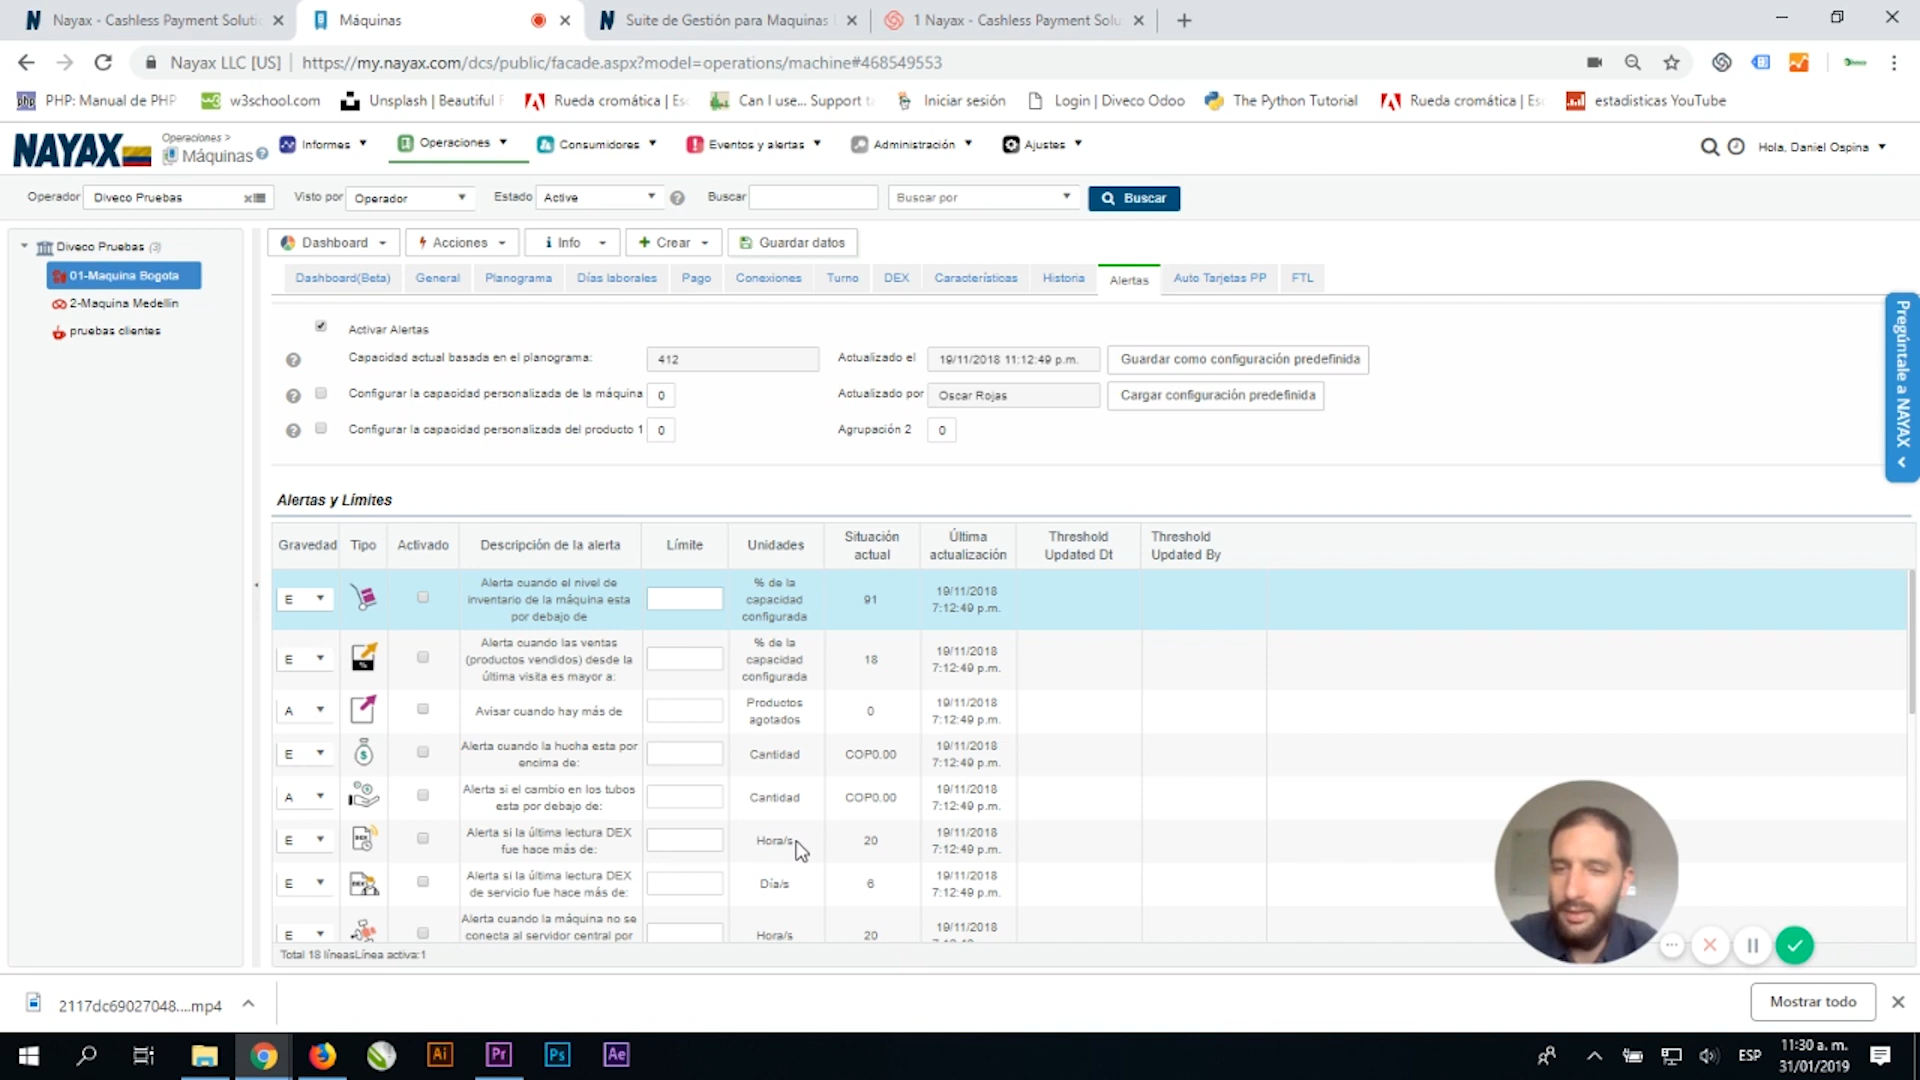 Nayax - Cashless Payment Soluti
Máquinas
Suite de Gestión para Maquinas
1 Nayax - Cashless Payment Solu
Nayax LLC [US]
https://my.nayax.com/dcs/public/facade.aspx?model=operations/machine#468549553
PHP: Manual de PHP
w3school.com
Unsplash | Beautiful F
Rueda cromática | Es
Can I use... Support ta
Iniciar sesión
Login | Diveco Odoo
The Python Tutorial
Rueda cromática | Es
estadisticas YouTube
NAYAX
Operaciones >
Máquinas
Informes
Operaciones
Consumidores
Eventos y alertas
Administración
Ajustes
Hola, Daniel Ospina
Operador
Diveco Pruebas
Visto por
Operador
Estado
Active
Buscar
Buscar por
Buscar
Diveco Pruebas (3)
01-Maquina Bogota
2-Maquina Medellin
pruebas clientes
Dashboard
Acciones
Info
Crear
Guardar datos
Dashboard(Beta)
General
Planograma
Días laborales
Pago
Conexiones
Turno
DEX
Características
Historia
Alertas
Auto Tarjetas PP
FTL
Activar Alertas
Capacidad actual basada en el planograma:
412
Actualizado el
19/11/2018 11:12:49 p.m.
Guardar como configuración predefinida
Configurar la capacidad personalizada de la máquina
0
Actualizado por
Oscar Rojas
Cargar configuración predefinida
Configurar la capacidad personalizada del producto 1
0
Agrupación 2
0
Pregúntale a NAYAX
Alertas y Límites
Gravedad
Tipo
Activado
Descripción de la alerta
Límite
Unidades
Situación
actual
Última
actualización
Threshold
Updated Dt
Threshold
Updated By
E
Alerta cuando el nivel de
inventario de la máquina esta
por debajo de
% de la
capacidad
configurada
91
19/11/2018
7:12:49 p.m.
E
%
Alerta cuando las ventas
(productos vendidos) desde la
última visita es mayor a:
% de la
capacidad
configurada
18
19/11/2018
7:12:49 p.m.
A
Avisar cuando hay más de
Productos
agotados
0
19/11/2018
7:12:49 p.m.
E
Alerta cuando la hucha esta por
encima de:
Cantidad
COP0.00
19/11/2018
7:12:49 p.m.
A
Alerta si el cambio en los tubos
esta por debajo de:
Cantidad
COP0.00
19/11/2018
7:12:49 p.m.
E
DEX
Alerta si la última lectura DEX
fue hace más de:
Hora/s
20
19/11/2018
7:12:49 p.m.
E
DEX
Alerta si la última lectura DEX
de servicio fue hace más de:
Día/s
6
19/11/2018
7:12:49 p.m.
E
Alerta cuando la máquina no se
conecta al servidor central por
Hora/s
20
19/11/2018
Total 18 líneasLínea activa:1
2117dc69027048....mp4
Mostrar todo
Ai
Pr
Ps
Ae
ESP
11:30 a. m.
31/01/2019